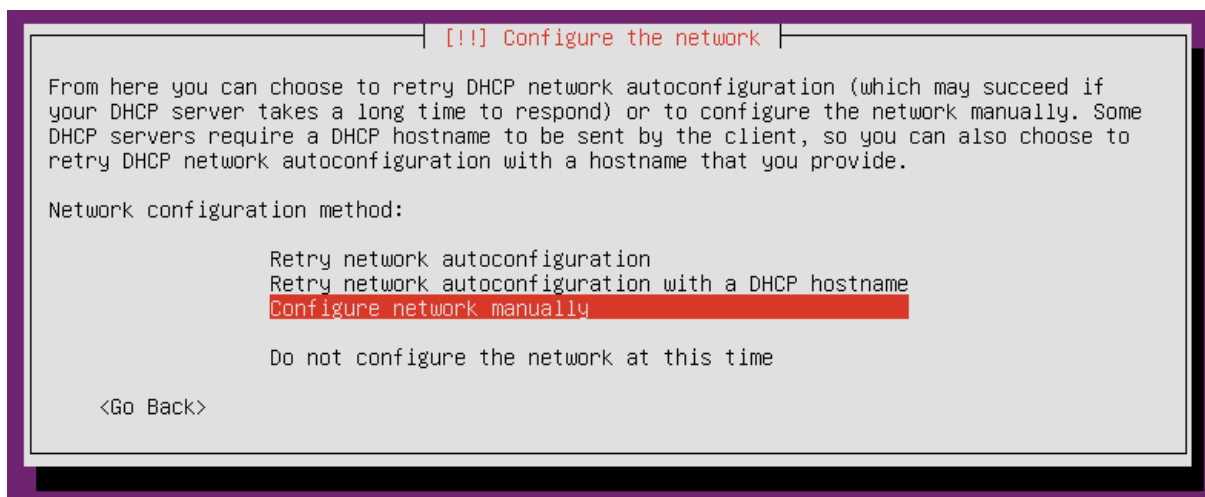 [!!] Configure the network
From here you can choose to retry DHCP network autoconfiguration (which may succeed if
your DHCP server takes a long time to respond) or to configure the network manually. Some
DHCP servers require a DHCP hostname to be sent by the client, so you can also choose to
retry DHCP network autoconfiguration with a hostname that you provide.
Network configuration method:
Retry network autoconfiguration
Retry network autoconfiguration with a DHCP hostname
Configure network manually
Do not configure the network at this time
<Go Back>